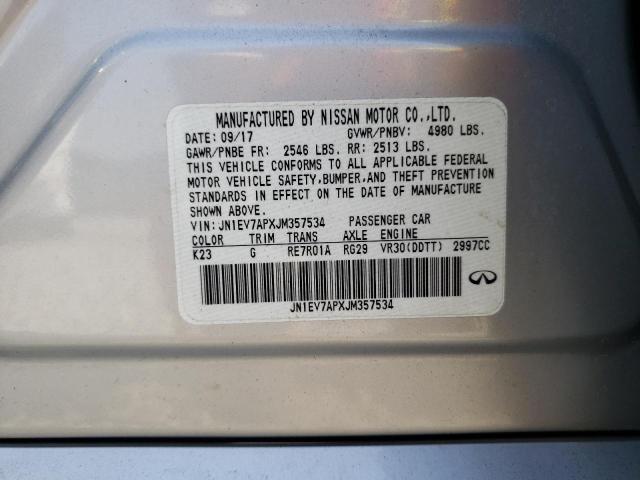 MANUFACTURED BY NISSAN MOTOR CO.,LTD.
DATE: 09/17 GVWR/PNBV: 4980 LBS.
GAWR/PNBE FR: 2546 LBS. RR: 2513 LBS.
THIS VEHICLE CONFORMS TO ALL APPLICABLE FEDERAL
MOTOR VEHICLE SAFETY,BUMPER,AND THEFT PREVENTION
STANDARDS IN EFFECT ON THE DATE OF MANUFACTURE
SHOWN ABOVE.
VIN: JN1EV7APXJM357534 PASSENGER CAR
COLOR TRIM TRANS AXLE ENGINE
K23 G RE7R01A RG29 VR30(DDTT) 2997CC
JN1EV7APXJM357534